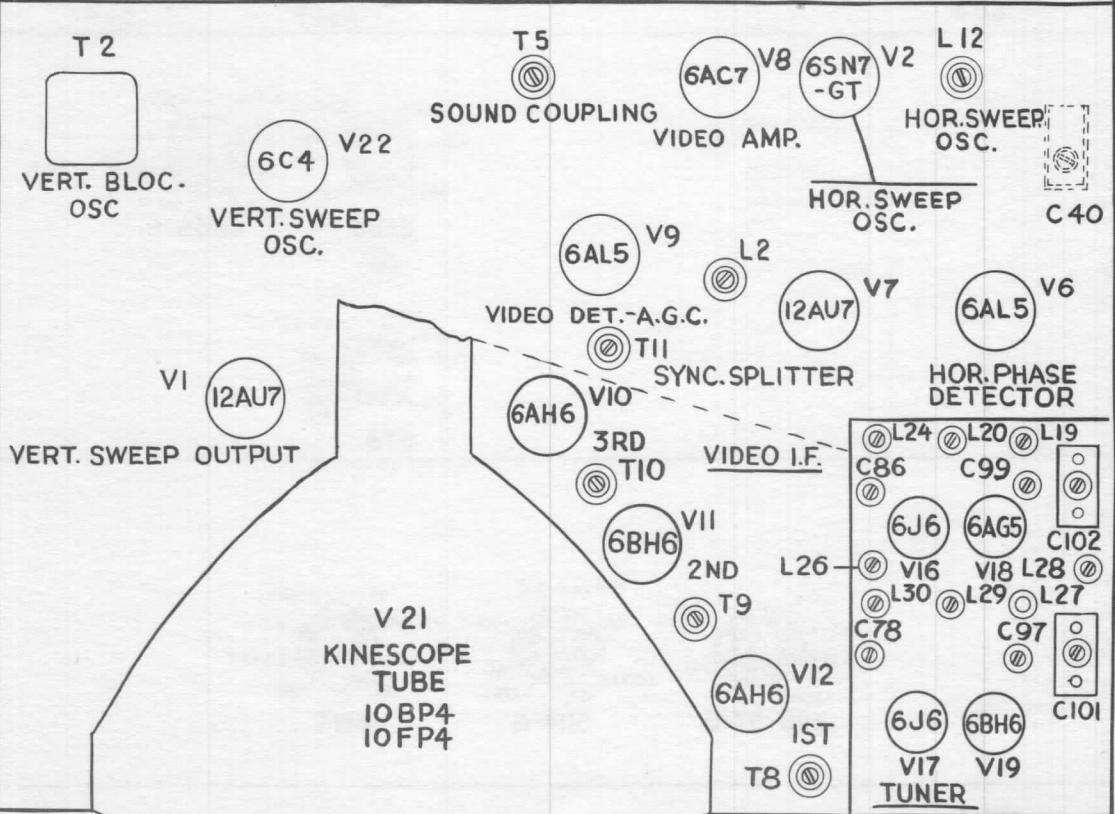 T2
VERT. BLOC.
OSC
6C4
V22
VERT. SWEEP
OSC.
T5
SOUND COUPLING
6AC7
V8
VIDEO AMP.
6SN7
-GT
V2
HOR. SWEEP
OSC.
L12
HOR. SWEEP
OSC.
C40
6AL5
V9
VIDEO DET.-A.G.C.
L2
12AU7
V7
SYNC. SPLITTER
6AL5
V6
HOR. PHASE
DETECTOR
T11
V1
12AU7
VERT. SWEEP OUTPUT
6AH6
V10
3RD
T10
VIDEO I.F.
6BH6
V11
2ND
T9
6AH6
V12
1ST
T8
V21
KINESCOPE
TUBE
10BP4
10FP4
L24
L20
L19
C86
C99
6J6
6AG5
C102
V16
V18
L28
L26
L30
L29
L27
C78
C97
C101
6J6
6BH6
V17
V19
TUNER